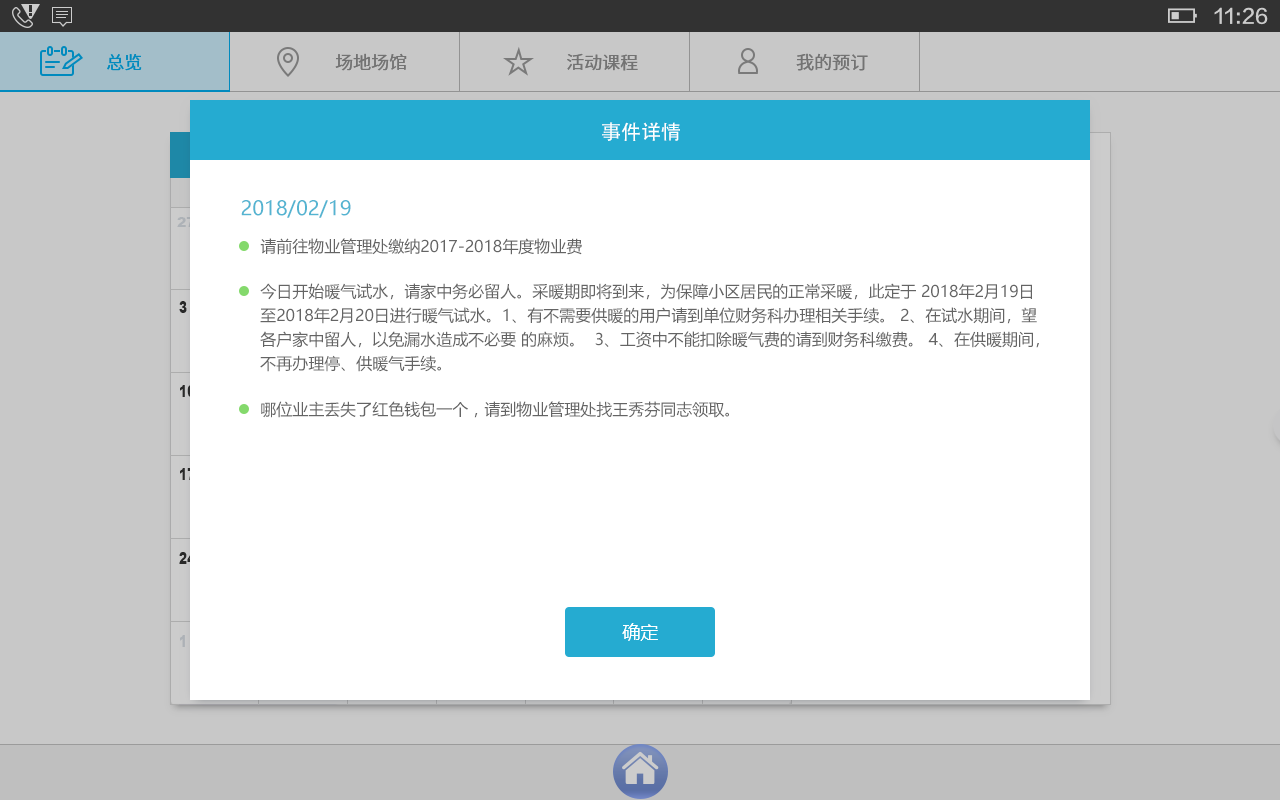 11:26
总览
场地场馆
活动课程
我的预订
事件详情
2018/02/19
请前往物业管理处缴纳2017-2018年度物业费
今日开始暖气试水，请家中务必留人。采暖期即将到来，为保障小区居民的正常采暖，此定于 2018年2月19日
至2018年2月20日进行暖气试水。1、有不需要供暖的用户请到单位财务科办理相关手续。 2、在试水期间，望
各户家中留人，以免漏水造成不必要 的麻烦。 3、工资中不能扣除暖气费的请到财务科缴费。 4、在供暖期间，
不再办理停、供暖气手续。
哪位业主丢失了红色钱包一个，请到物业管理处找王秀芬同志领取。
确定
27
3
10
17
24
1